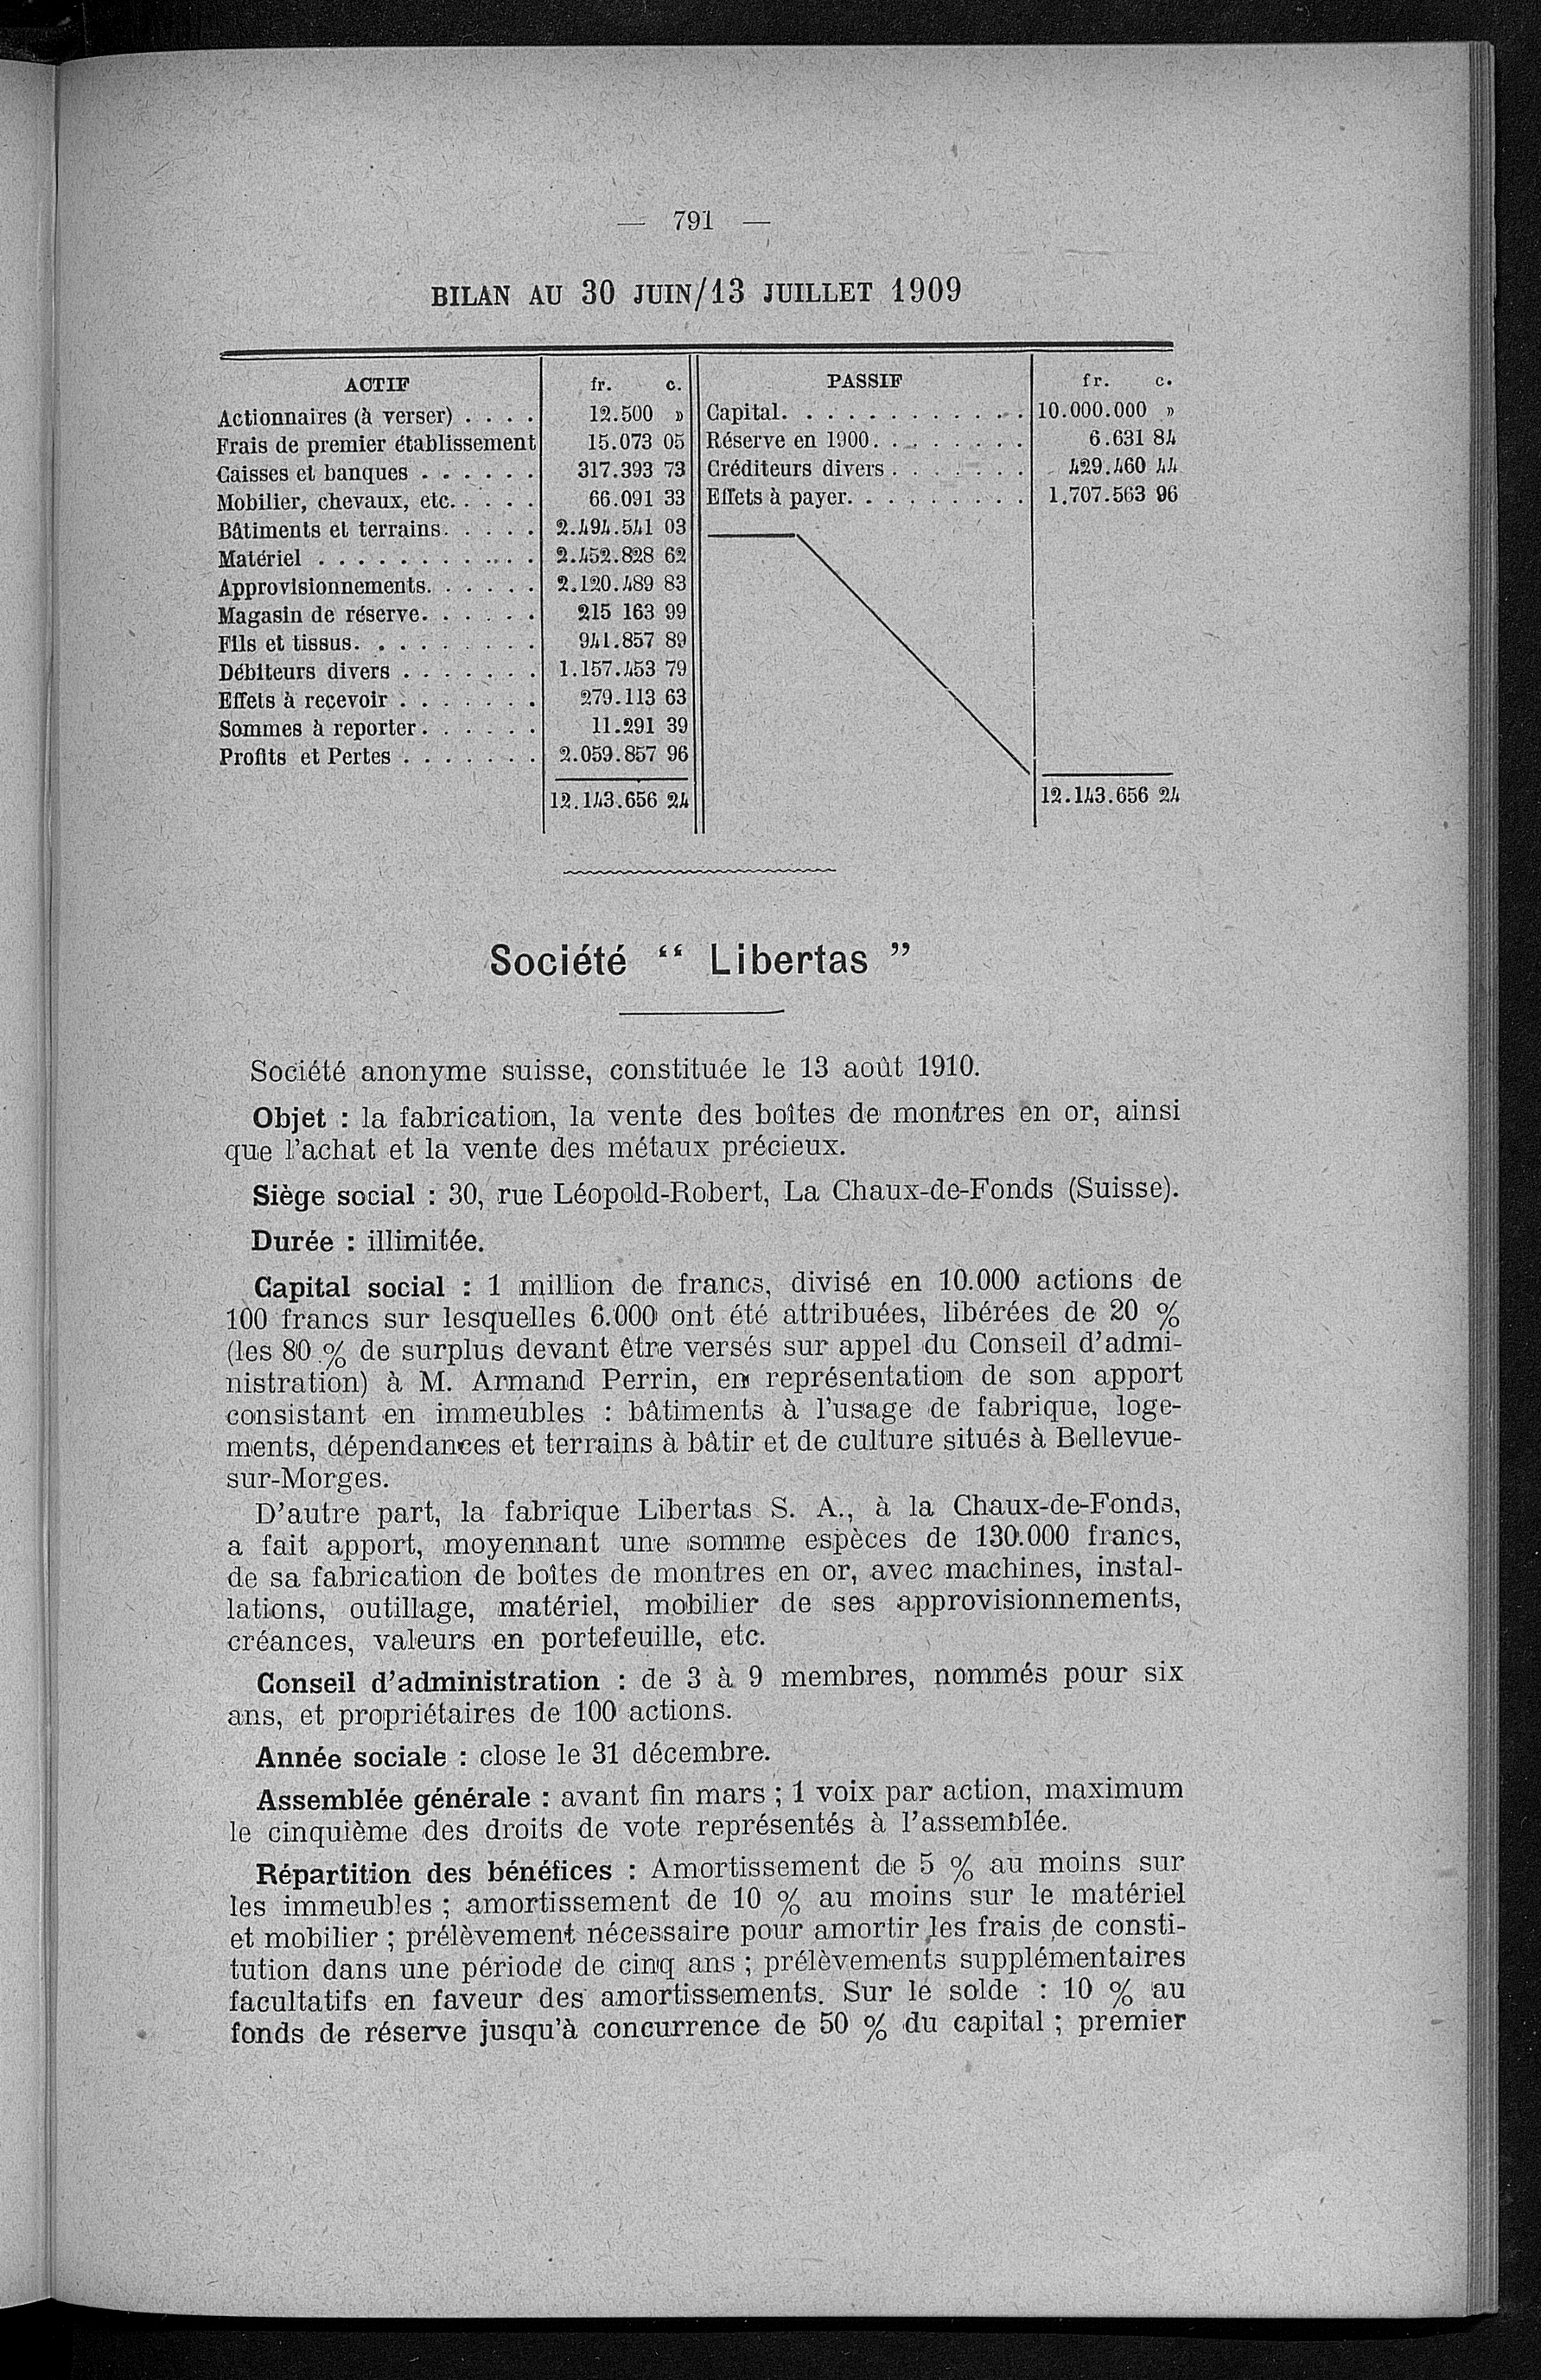 — 791 —
BILAN AU 30 JUIN/13 JUILLET 1909
ACTIF fr. c. PASSIF fr. c.
Actionnaires (à verser) . . . . 12.500 » Capital. . . . . . . . . . . . . 10.000.000 »
Frais de premier établissement 15.073 05 Réserve en 1900. . . . . . . . 6.631 84
Caisses et banques . . . . . . 317.393 73 Créditeurs divers . . . . . . . 429.460 44
Mobilier, chevaux, etc. . . . . 66.091 33 Effets à payer. . . . . . . . . 1.707.563 96
Bâtiments et terrains. . . . . 2.494.541 03
Matériel . . . . . . . . . . . . 2.452.828 62
Approvisionnements. . . . . . 2.120.489 83
Magasin de réserve. . . . . . 215 163 99
Fils et tissus. . . . . . . . . 941.857 89
Débiteurs divers . . . . . . . 1.157.453 79
Effets à recevoir . . . . . . . 279.113 63
Sommes à reporter. . . . . . 11.291 39
Profits et Pertes . . . . . . . 2.059.857 96
12.143.656 24 12.143.656 24
Société “ Libertas ”
Société anonyme suisse, constituée le 13 août 1910.
Objet : la fabrication, la vente des boîtes de montres en or, ainsi
que l'achat et la vente des métaux précieux.
Siège social : 30, rue Léopold-Robert, La Chaux-de-Fonds (Suisse).
Durée : illimitée.
Capital social : 1 million de francs, divisé en 10.000 actions de
100 francs sur lesquelles 6.000 ont été attribuées, libérées de 20 %
(les 80 % de surplus devant être versés sur appel du Conseil d'admi-
nistration) à M. Armand Perrin, en représentation de son apport
consistant en immeubles : bâtiments à l'usage de fabrique, loge-
ments, dépendances et terrains à bâtir et de culture situés à Bellevue-
sur-Morges.
D'autre part, la fabrique Libertas S. A., à la Chaux-de-Fonds,
a fait apport, moyennant une somme espèces de 130.000 francs,
de sa fabrication de boîtes de montres en or, avec machines, instal-
lations, outillage, matériel, mobilier de ses approvisionnements,
créances, valeurs en portefeuille, etc.
Conseil d'administration : de 3 à 9 membres, nommés pour six
ans, et propriétaires de 100 actions.
Année sociale : close le 31 décembre.
Assemblée générale : avant fin mars ; 1 voix par action, maximum
le cinquième des droits de vote représentés à l'assemblée.
Répartition des bénéfices : Amortissement de 5 % au moins sur
les immeubles ; amortissement de 10 % au moins sur le matériel
et mobilier ; prélèvement nécessaire pour amortir les frais de consti-
tution dans une période de cinq ans ; prélèvements supplémentaires
facultatifs en faveur des amortissements. Sur le solde : 10 % au
fonds de réserve jusqu'à concurrence de 50 % du capital ; premier